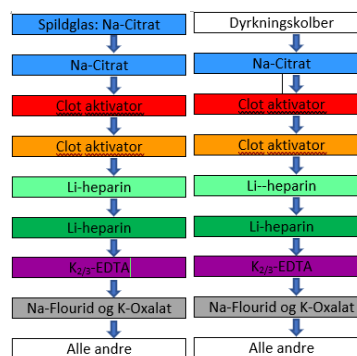 Spildglas: Na-Citrat
Na-Citrat
Clot aktivator
Clot aktivator
Li-heparin
Li-heparin
K2/3-EDTA
Na-Flourid og K-Oxalat
Alle andre
Dyrkningskolber
Na-Citrat
Clot aktivator
Clot aktivator
Li--heparin
Li-heparin
K2/3-EDTA
Na-Flourid og K-Oxalat
Alle andre